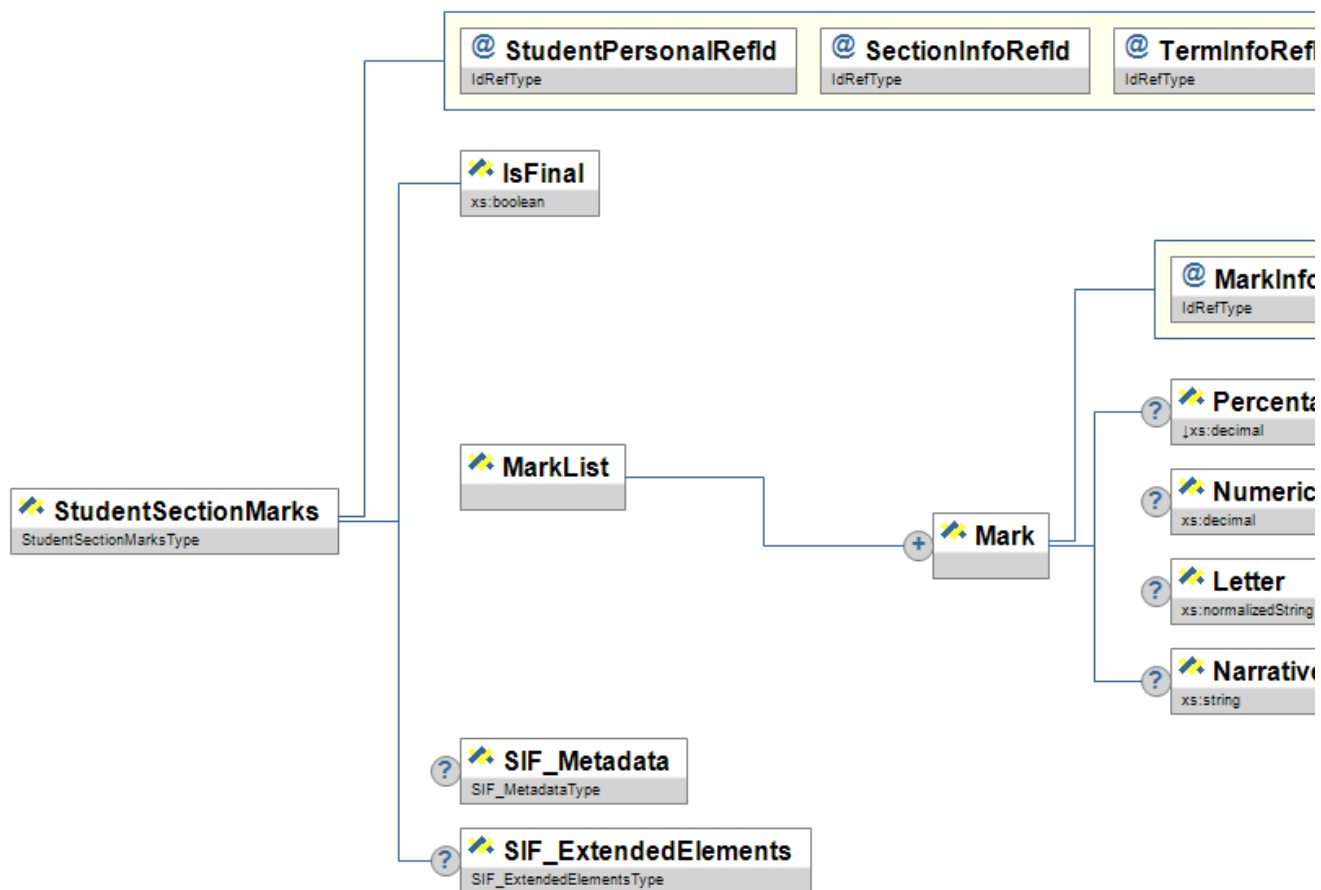 @ StudentPersonalRefId
IdRefType
@ SectionInfoRefId
IdRefType
@ TermInfoRefI
IdRefType
IsFinal
xs:boolean
@ MarkInfo
IdRefType
? Percenta
↓xs:decimal
MarkList
? Numeric
xs:decimal
StudentSectionMarks
StudentSectionMarksType
+ Mark
? Letter
xs:normalizedString
? Narrative
xs:string
? SIF_Metadata
SIF_MetadataType
? SIF_ExtendedElements
SIF_ExtendedElementsType